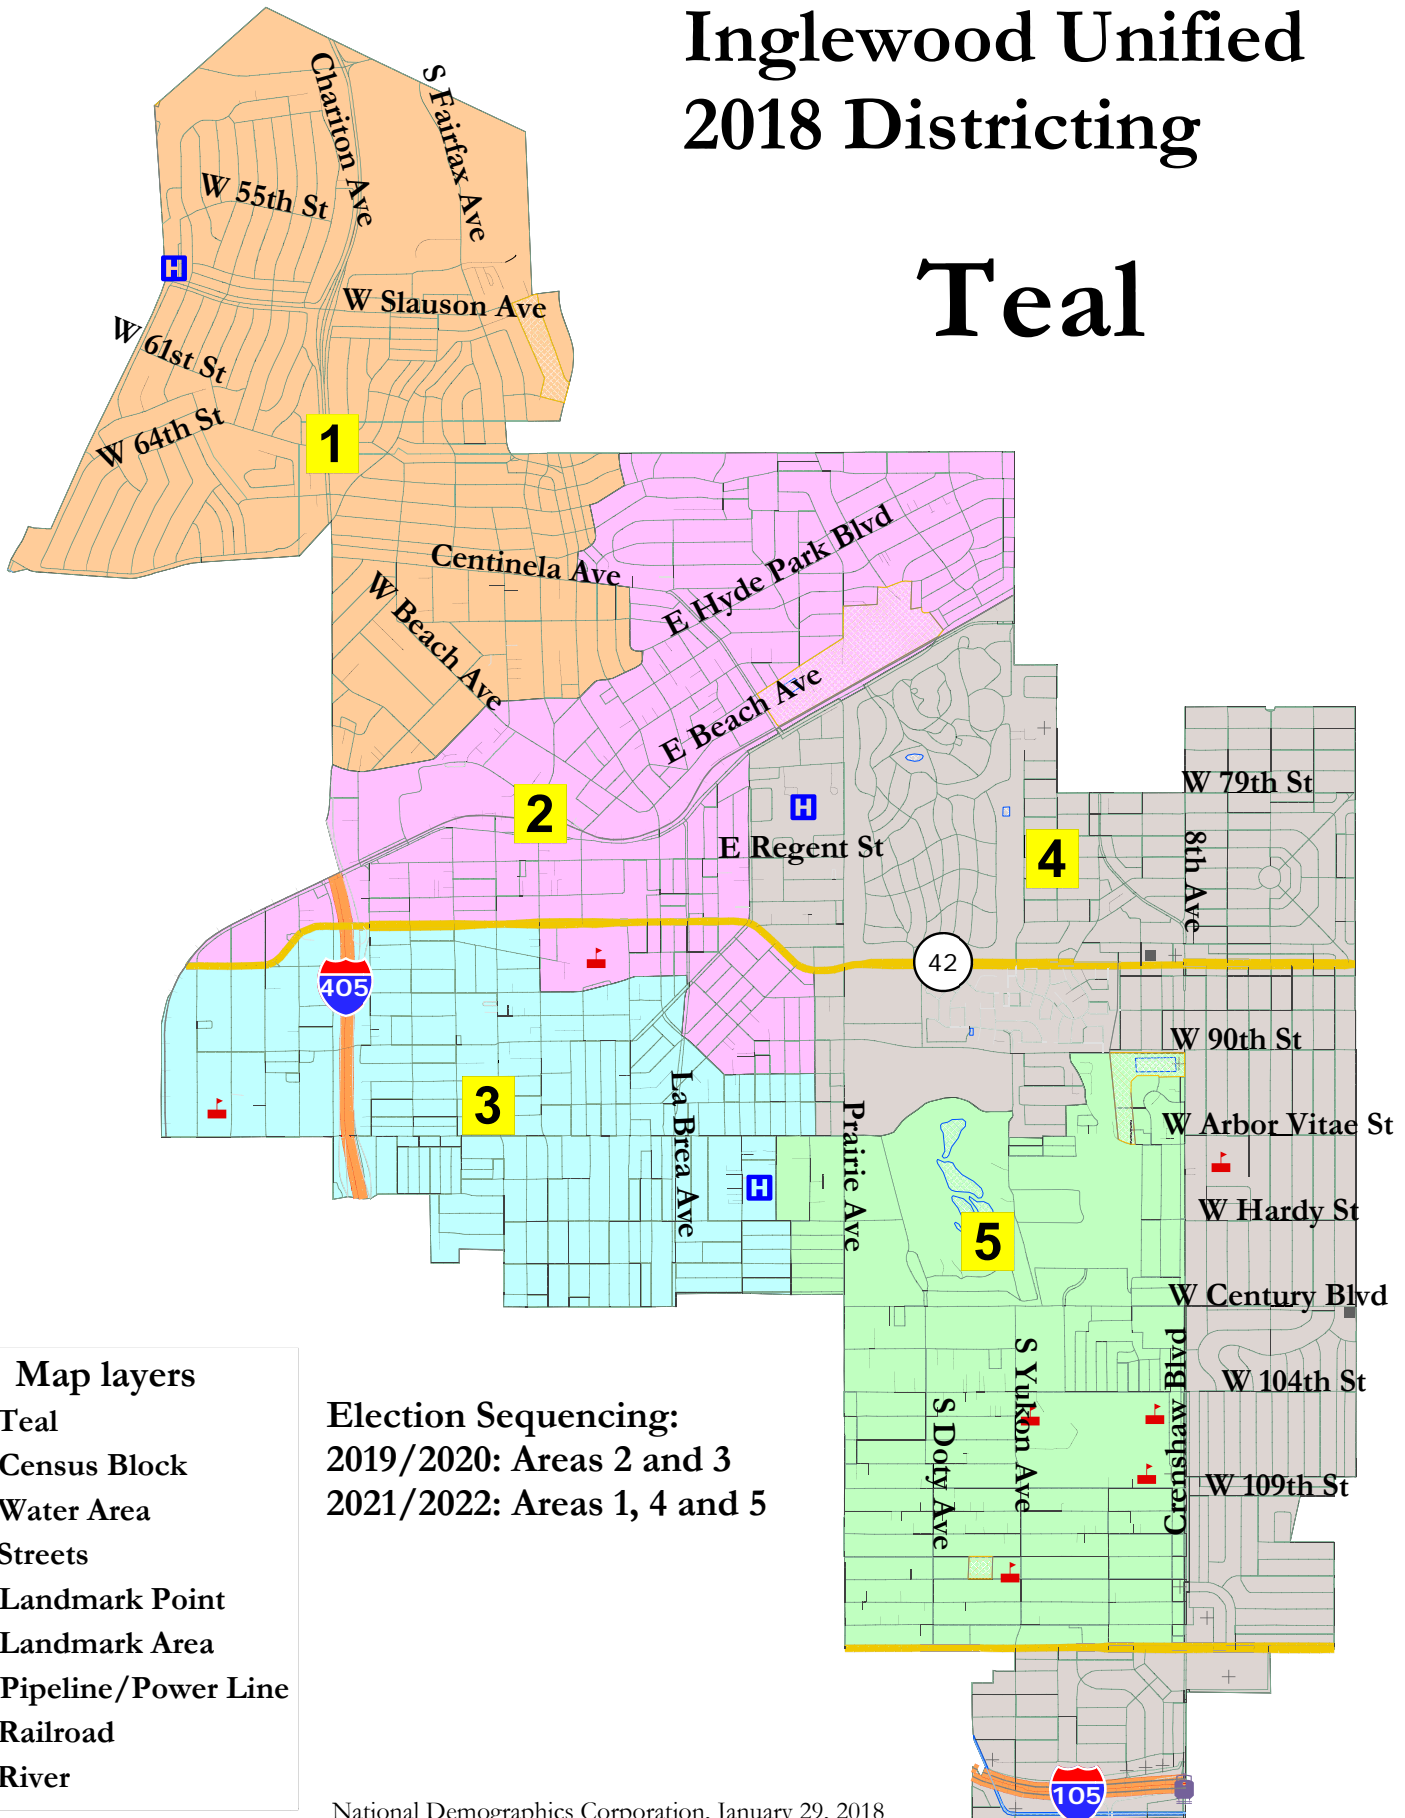 Inglewood Unified
2018 Districting
Teal
Chariton Ave
S Fairfax Ave
W 55th St
H
W Slauson Ave
W 61st St
W 64th St
1
Centinela Ave
W Beach Ave
E Hyde Park Blvd
E Beach Ave
2
H
E Regent St
4
W 79th St
8th Ave
42
405
W 90th St
3
La Brea Ave
Prairie Ave
W Arbor Vitae St
H
W Hardy St
5
W Century Blvd
S Yukon Ave
Crenshaw Blvd
W 104th St
S Doty Ave
W 109th St
105
Map layers
Teal
Census Block
Water Area
Streets
Landmark Point
Landmark Area
Pipeline/Power Line
Railroad
River
Election Sequencing:
2019/2020: Areas 2 and 3
2021/2022: Areas 1, 4 and 5
National Demographics Corporation, January 29, 2018